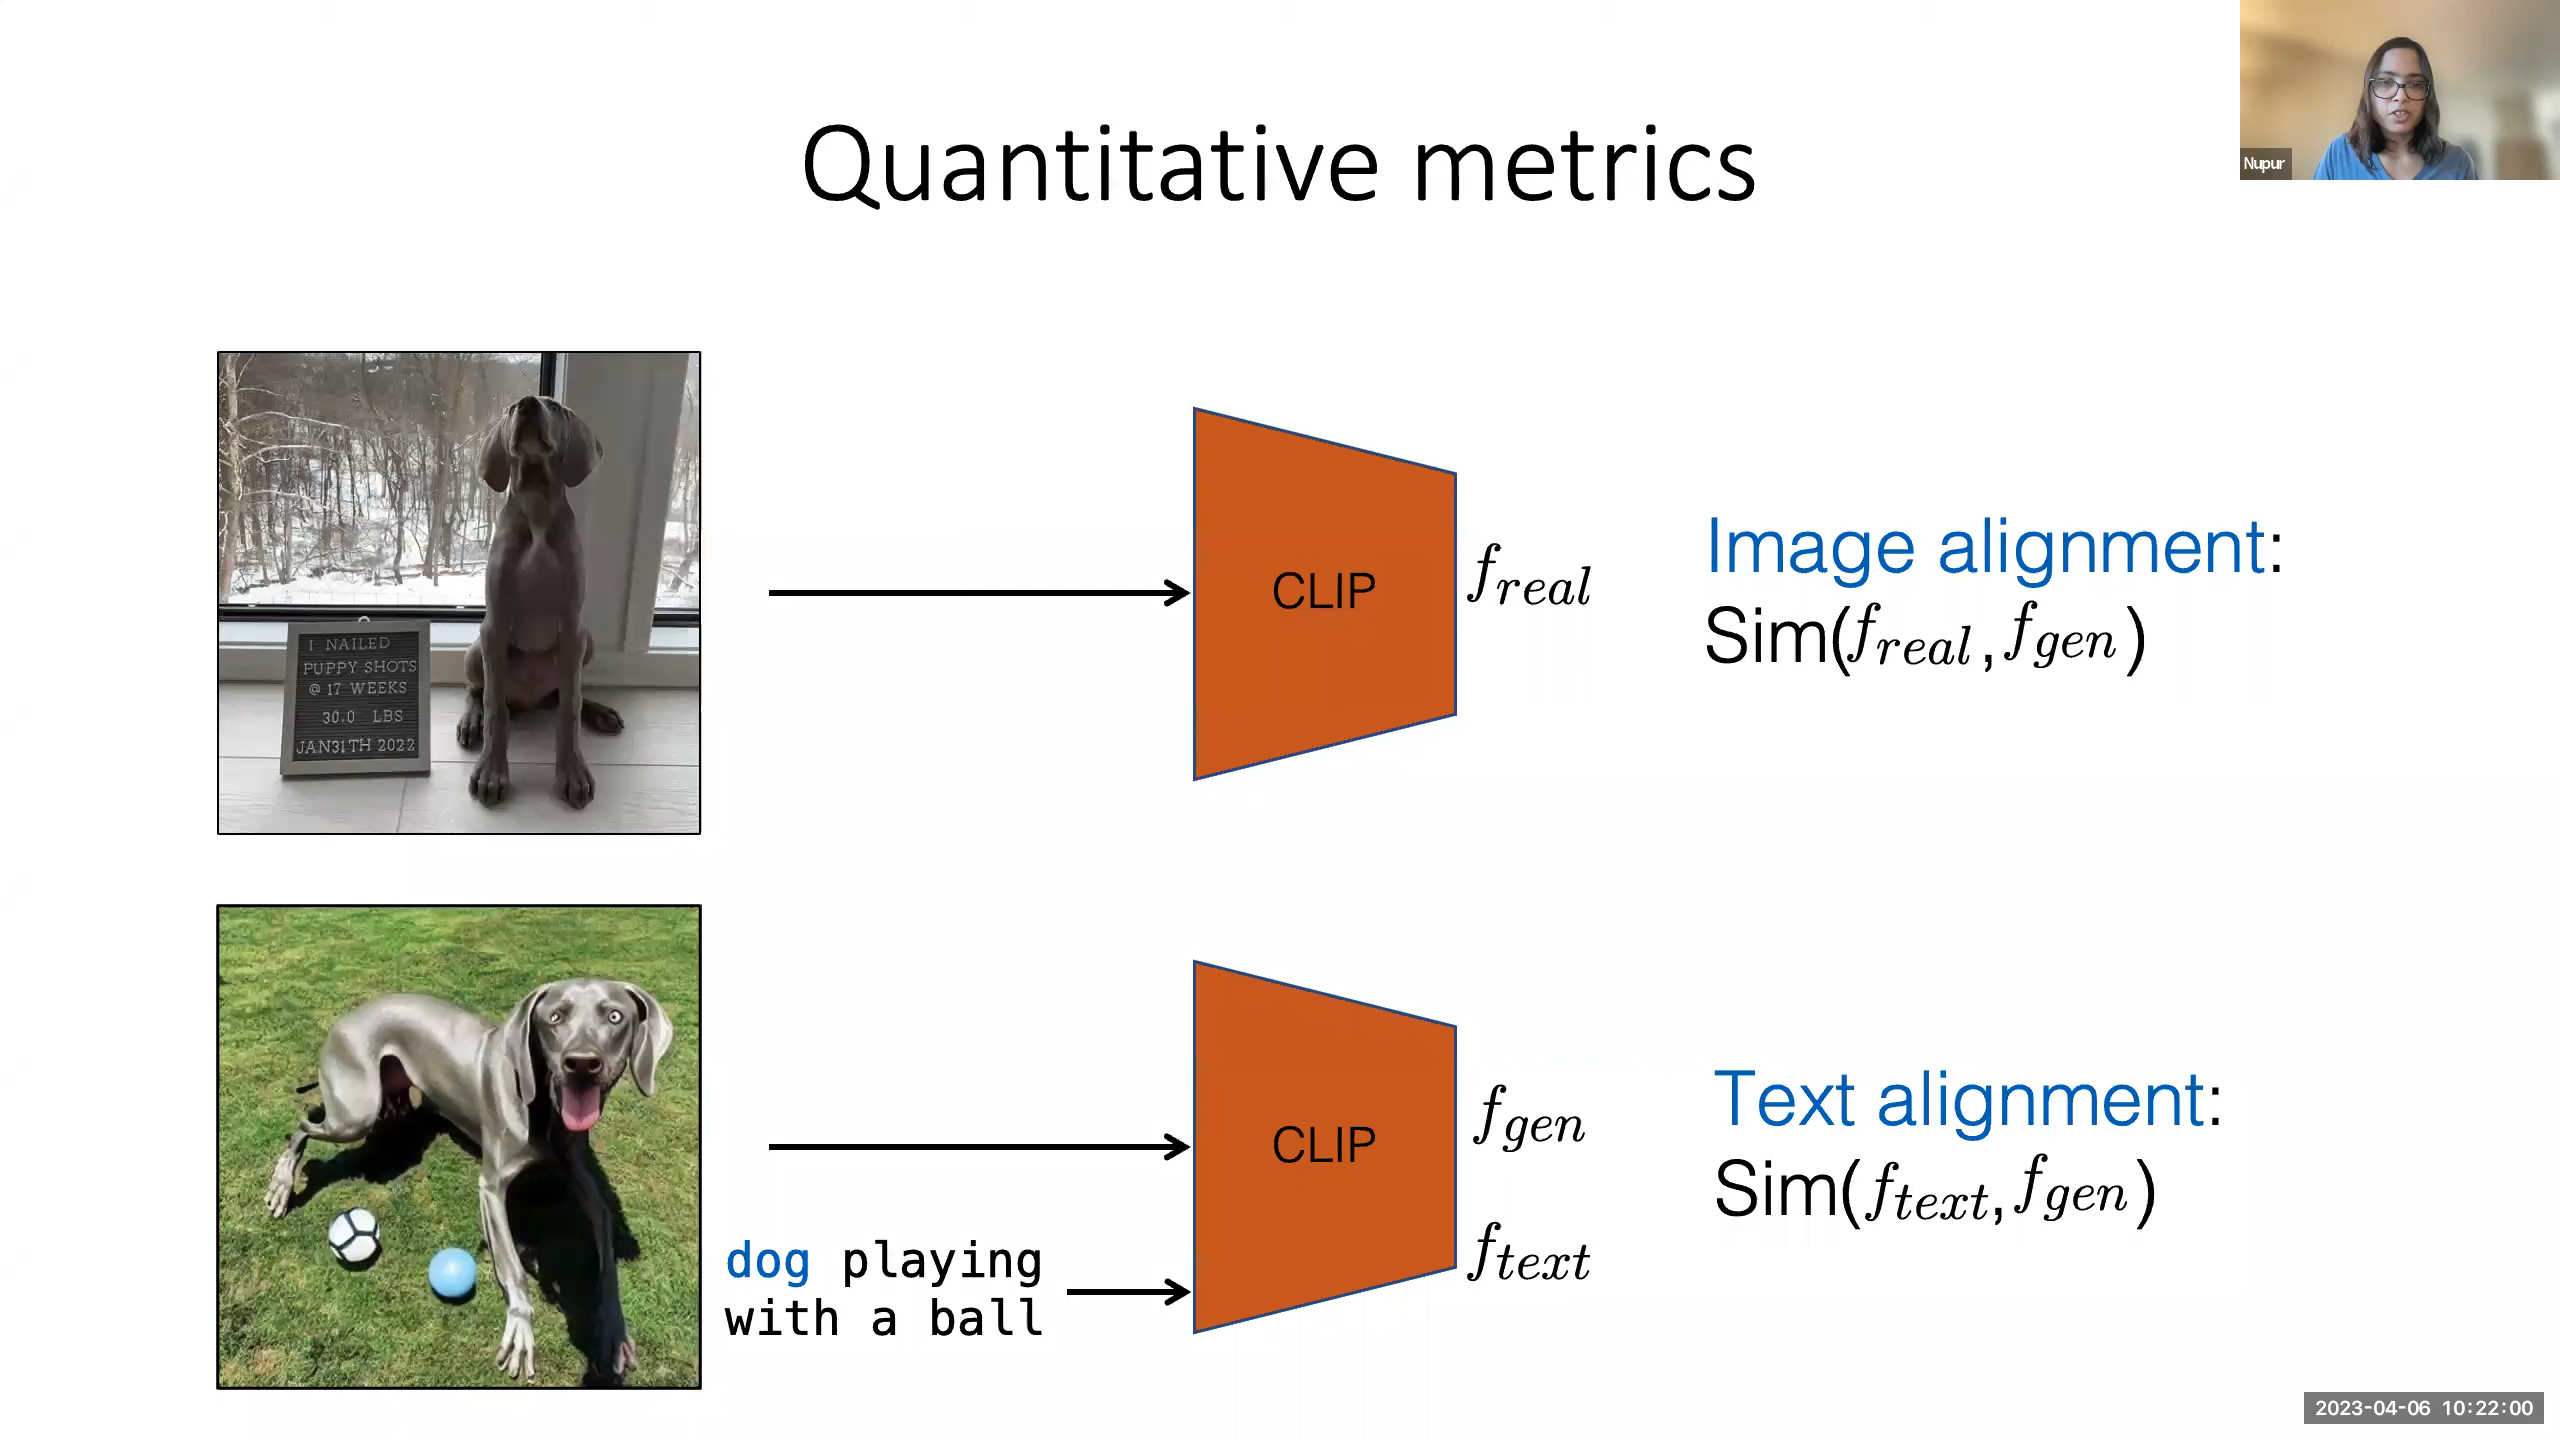 Quantitative metrics
Nupur
I NAILED
PUPPY SHOTS
@ 17 WEEKS
30.0 LBS
JAN31TH 2022
CLIP
f_real
Image alignment:
Sim(f_real, f_gen)
dog playing
with a ball
CLIP
f_gen
f_text
Text alignment:
Sim(f_text, f_gen)
2023-04-06 10:22:00